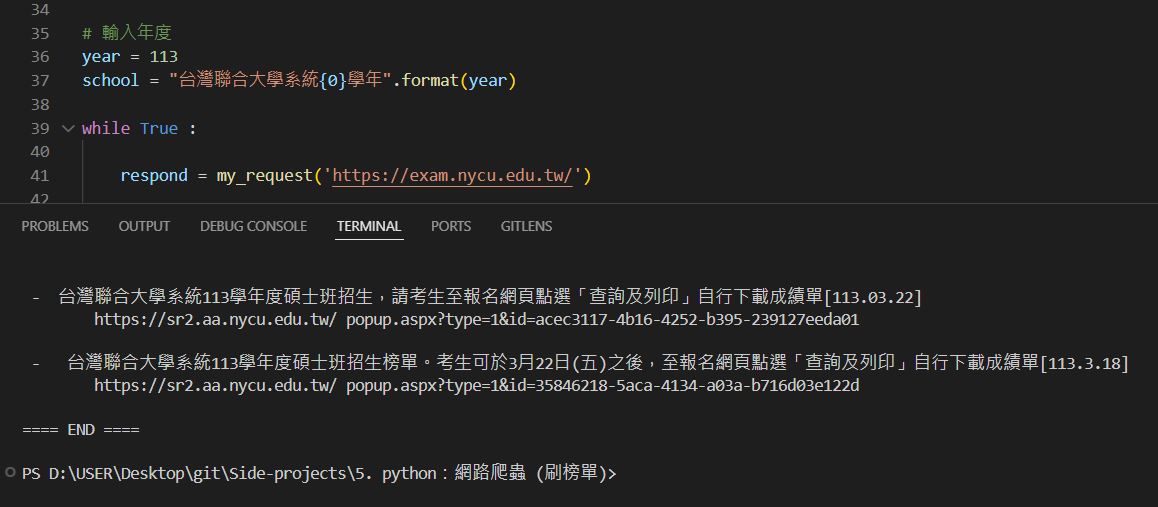 34
35 # 輸入年度
36 year = 113
37 school = "台灣聯合大學系統{0}學年".format(year)
38
39 while True :
40
41 respond = my_request('https://exam.nycu.edu.tw/')
42
PROBLEMS OUTPUT DEBUG CONSOLE TERMINAL PORTS GITLENS
- 台灣聯合大學系統113學年度碩士班招生，請考生至報名網頁點選「查詢及列印」自行下載成績單[113.03.22]
https://sr2.aa.nycu.edu.tw/ popup.aspx?type=1&id=acec3117-4b16-4252-b395-239127eeda01
- 台灣聯合大學系統113學年度碩士班招生榜單。考生可於3月22日(五)之後，至報名網頁點選「查詢及列印」自行下載成績單[113.3.18]
https://sr2.aa.nycu.edu.tw/ popup.aspx?type=1&id=35846218-5aca-4134-a03a-b716d03e122d
==== END ====
PS D:\USER\Desktop\git\Side-projects\5. python：網路爬蟲 (刷榜單)>